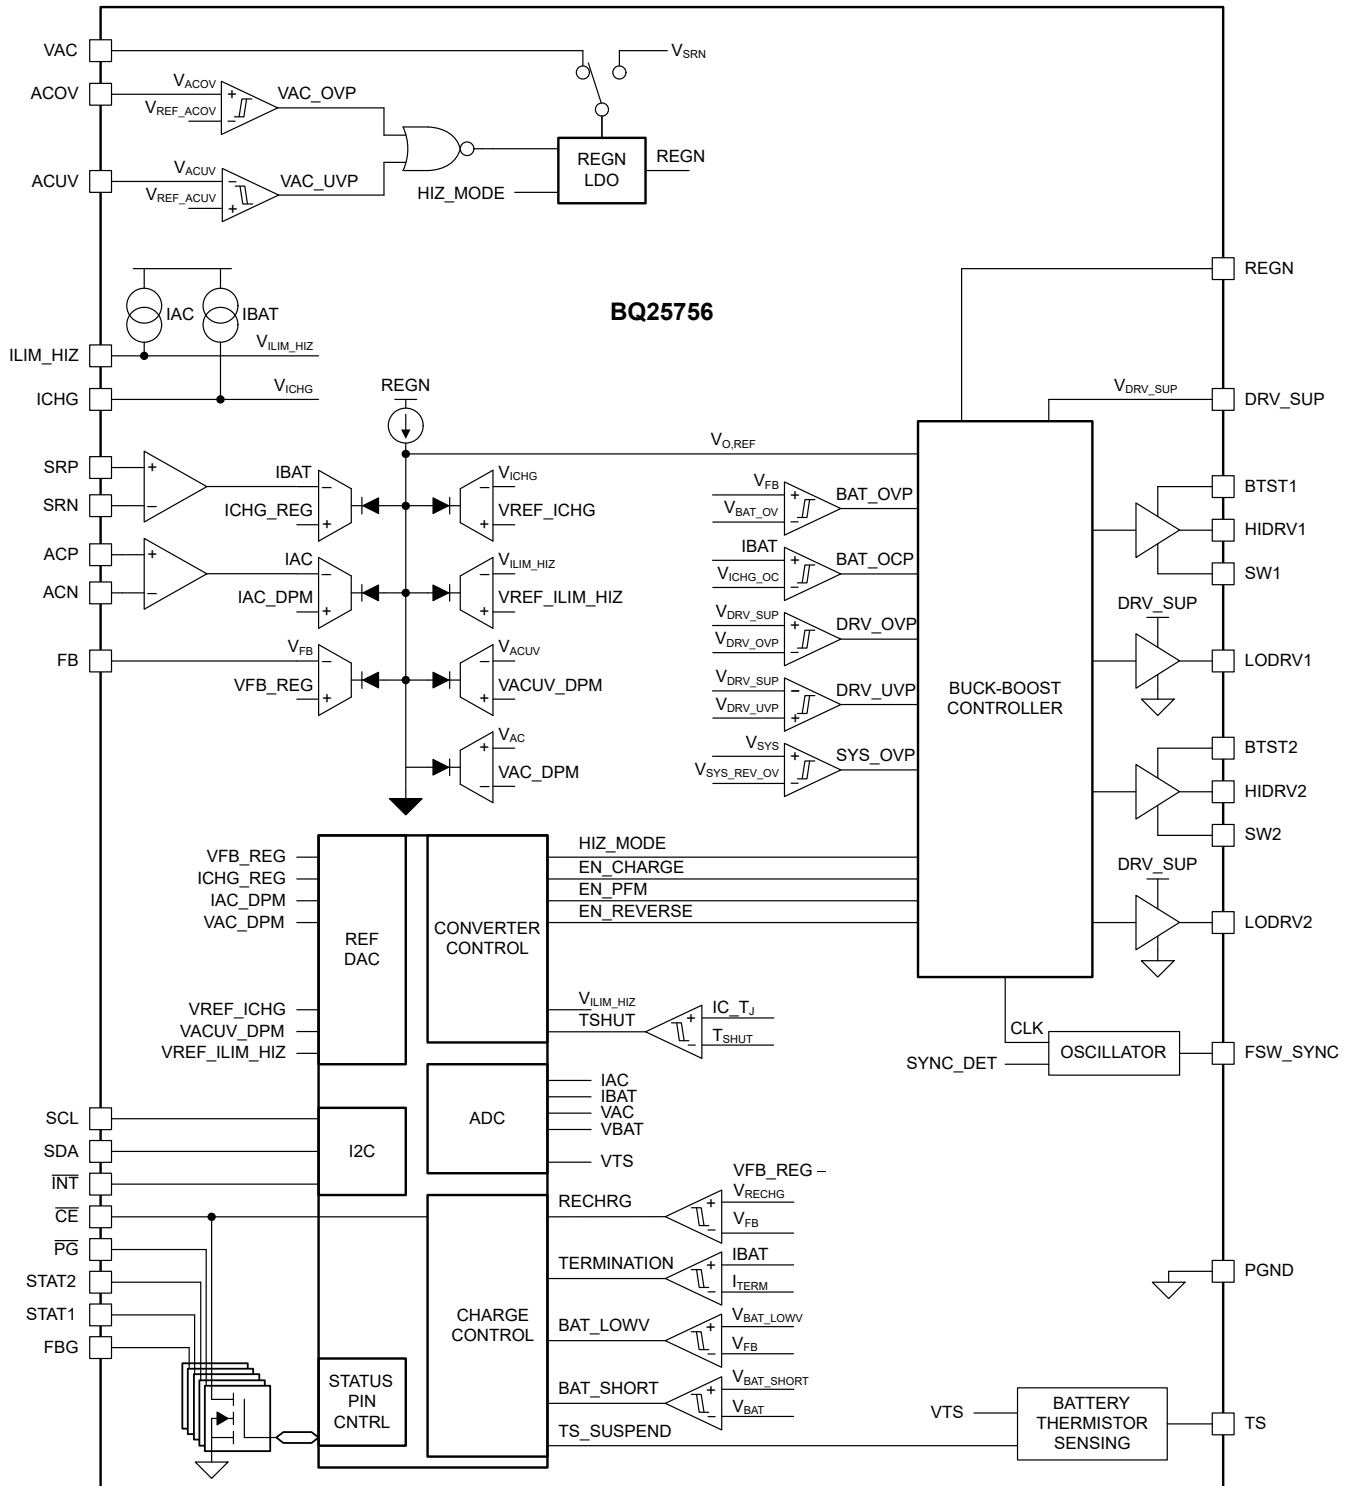 VAC
VSRN
ACOV
VACOV
+
VREF_ACOV
−
VAC_OVP
ACUV
VACUV
−
VREF_ACUV
+
VAC_UVP
REGN
LDO
REGN
HIZ_MODE
REGN
IAC
IBAT
BQ25756
ILIM_HIZ
VILIM_HIZ
ICHG
VICHG
REGN
VDRV_SUP
DRV_SUP
VO,REF
SRP
+
SRN
−
IBAT
−
ICHG_REG
+
VICHG
−
VREF_ICHG
+
ACP
+
ACN
−
IAC
−
IAC_DPM
+
VILIM_HIZ
−
VREF_ILIM_HIZ
+
FB
VFB
−
VFB_REG
+
VACUV
−
VACUV_DPM
+
VAC
+
VAC_DPM
−
VFB
+
VBAT_OV
−
BAT_OVP
IBAT
+
VICHG_OC
−
BAT_OCP
VDRV_SUP
+
VDRV_OVP
−
DRV_OVP
VDRV_SUP
−
VDRV_UVP
+
DRV_UVP
VSYS
+
VSYS_REV_OV
−
SYS_OVP
BUCK-BOOST
CONTROLLER
BTST1
HIDRV1
SW1
DRV_SUP
LODRV1
BTST2
HIDRV2
SW2
DRV_SUP
LODRV2
VFB_REG
ICHG_REG
IAC_DPM
VAC_DPM
REF
DAC
VREF_ICHG
VACUV_DPM
VREF_ILIM_HIZ
CONVERTER
CONTROL
HIZ_MODE
EN_CHARGE
EN_PFM
EN_REVERSE
VILIM_HIZ
TSHUT
+
IC_TJ
−
TSHUT
CLK
SYNC_DET
OSCILLATOR
FSW_SYNC
ADC
IAC
IBAT
VAC
VBAT
VTS
SCL
SDA
INT
I2C
CE
PG
STAT2
STAT1
FBG
STATUS
PIN
CNTRL
CHARGE
CONTROL
RECHRG
VFB_REG –
+
VRECHG
−
VFB
TERMINATION
+
IBAT
−
ITERM
BAT_LOWV
+
VBAT_LOWV
−
VFB
BAT_SHORT
+
VBAT_SHORT
−
VBAT
TS_SUSPEND
PGND
VTS
BATTERY
THERMISTOR
SENSING
TS